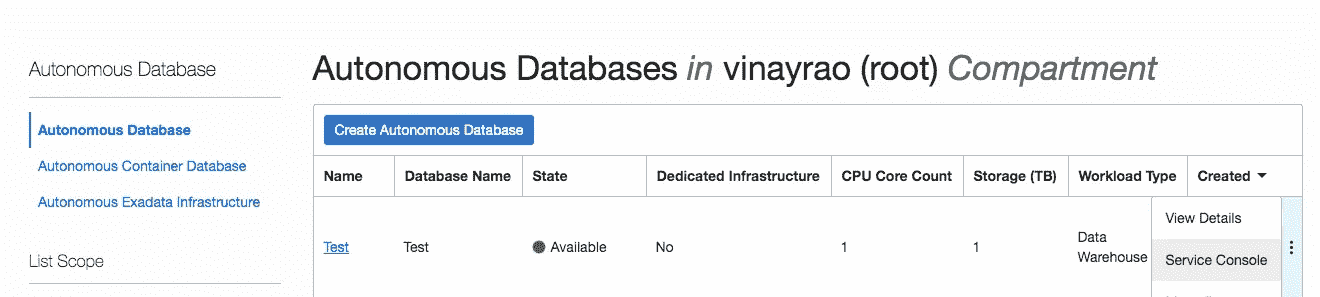 Autonomous Database
Autonomous Database
Autonomous Container Database
Autonomous Exadata Infrastructure
List Scope
Autonomous Databases in vinayrao (root) Compartment
Create Autonomous Database
Name Database Name State Dedicated Infrastructure CPU Core Count Storage (TB) Workload Type Created
Test Test Available No 1 1 Data Warehouse
View Details
Service Console